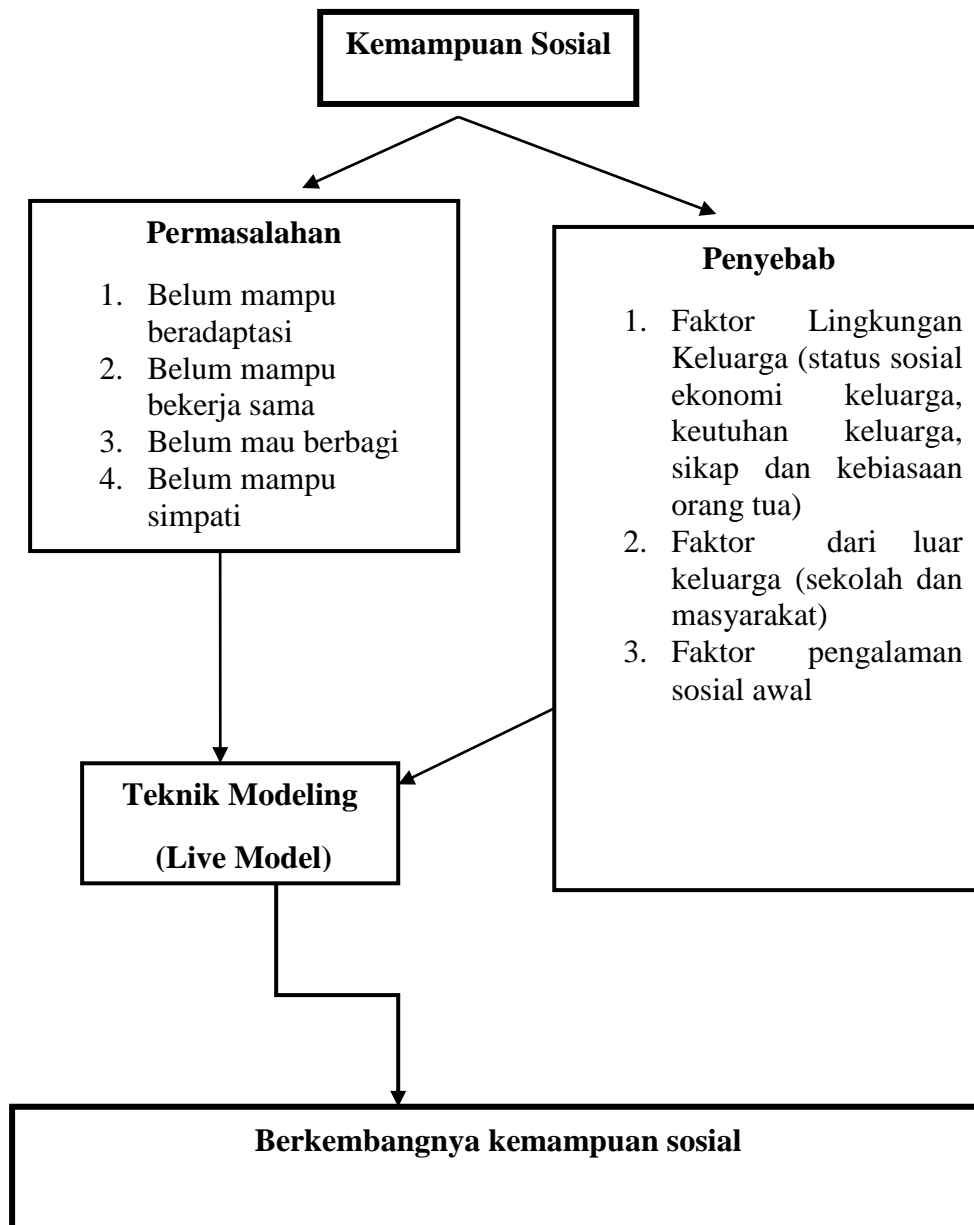 Kemampuan Sosial
Permasalahan
1. Belum mampu
beradaptasi
2. Belum mampu
bekerja sama
3. Belum mau berbagi
4. Belum mampu
simpati
Penyebab
1. Faktor Lingkungan
Keluarga (status sosial
ekonomi keluarga,
keutuhan keluarga,
sikap dan kebiasaan
orang tua)
2. Faktor dari luar
keluarga (sekolah dan
masyarakat)
3. Faktor pengalaman
sosial awal
Teknik Modeling
(Live Model)
Berkembangnya kemampuan sosial